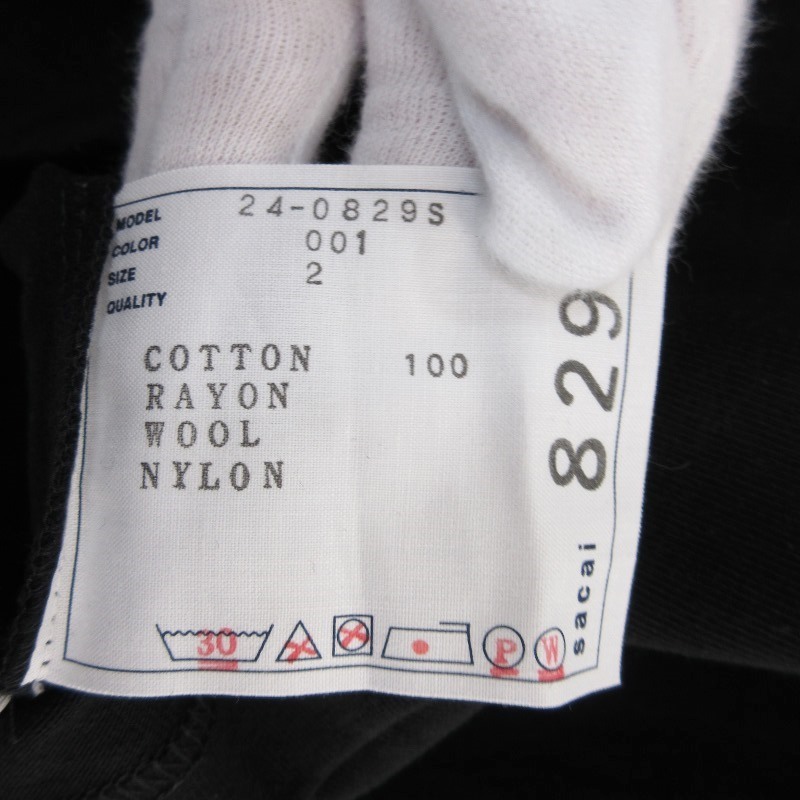 MODEL 24-0829S
COLOR 001
SIZE 2
QUALITY
COTTON 100
RAYON
WOOL
NYLON
829
sacai
30 P W